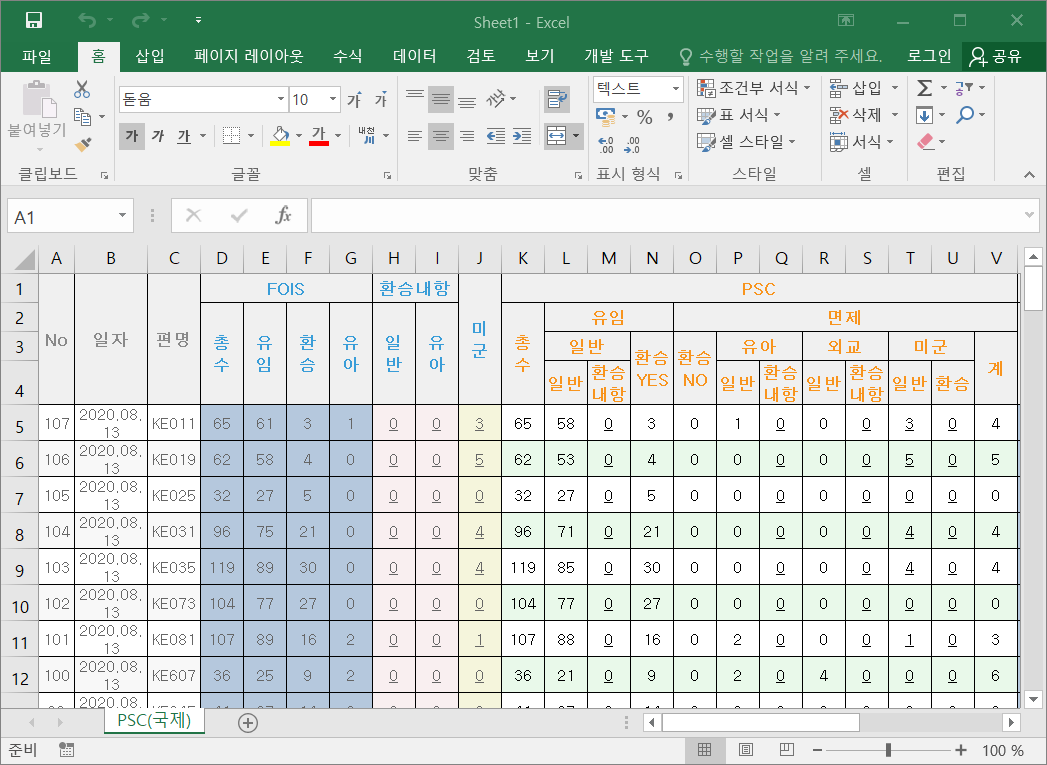 Sheet1 - Excel
파일 홈 삽입 페이지 레이아웃 수식 데이터 검토 보기 개발 도구 수행할 작업을 알려 주세요. 로그인 공유
붙여넣기
돋움 10 가 가
가 가 가 가 내천
텍스트
%
조건부 서식
표 서식
셀 스타일
삽입
삭제
서식
클립보드 글꼴 맞춤 표시 형식 스타일 셀 편집
A1 fx
A B C D E F G H I J K L M N O P Q R S T U V
1 2 3 4
No 일자 편명 FOIS 환승내항 미군 PSC
총수 유임 환승 유아 일반 유아 총수 유임 면제
일반 환승YES 환승NO 유아 외교 미군 계
일반 환승내항 일반 환승내항 일반 환승내항 일반 환승
5 107 2020.08.13 KE011 65 61 3 1 0 0 3 65 58 0 3 0 1 0 0 0 3 0 4
6 106 2020.08.13 KE019 62 58 4 0 0 0 5 62 53 0 4 0 0 0 0 0 5 0 5
7 105 2020.08.13 KE025 32 27 5 0 0 0 0 32 27 0 5 0 0 0 0 0 0 0 0
8 104 2020.08.13 KE031 96 75 21 0 0 0 4 96 71 0 21 0 0 0 0 0 4 0 4
9 103 2020.08.13 KE035 119 89 30 0 0 0 4 119 85 0 30 0 0 0 0 0 4 0 4
10 102 2020.08.13 KE073 104 77 27 0 0 0 0 104 77 0 27 0 0 0 0 0 0 0 0
11 101 2020.08.13 KE081 107 89 16 2 0 0 1 107 88 0 16 0 2 0 0 0 1 0 3
12 100 2020.08.13 KE607 36 25 9 2 0 0 0 36 21 0 9 0 2 0 4 0 0 0 6
2020.08.
PSC(국제)
준비 100 %